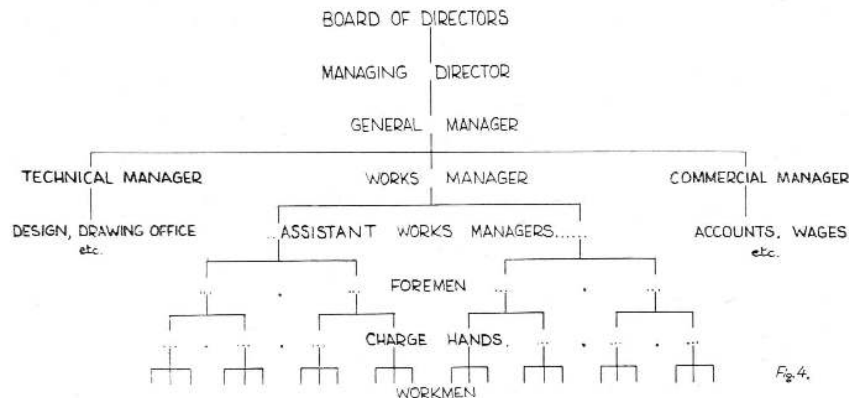 BOARD OF DIRECTORS
MANAGING DIRECTOR
GENERAL MANAGER
TECHNICAL MANAGER WORKS MANAGER COMMERCIAL MANAGER
DESIGN, DRAWING OFFICE ..ASSISTANT WORKS MANAGERS...... ACCOUNTS, WAGES
etc. etc.
... . ... FOREMEN ... . ...
... . ... . ... CHARGE HANDS. ... . ... . ...
WORKMEN
Fig. 4.